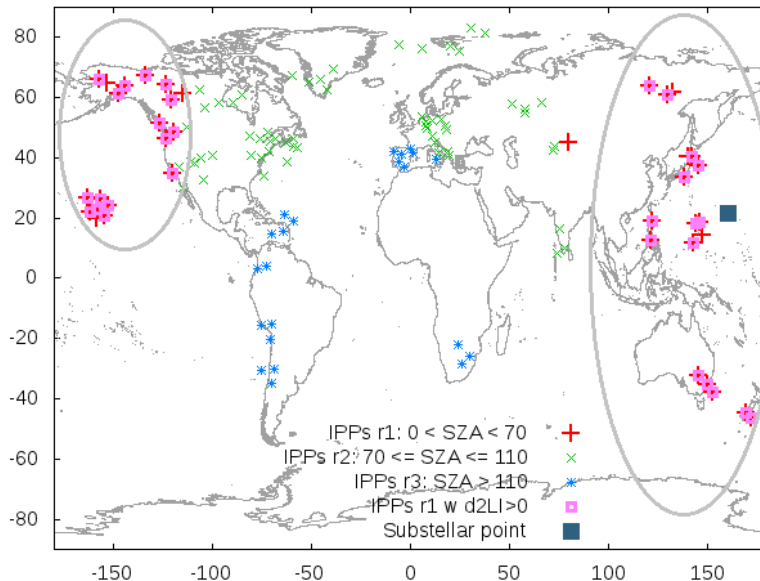 80
60
40
20
0
-20
-40
-60
-80
IPPs r1: 0 < SZA < 70
IPPs r2: 70 <= SZA <= 110
IPPs r3: SZA > 110
IPPs r1 w d2LI>0
Substellar point
-150 -100 -50 0 50 100 150